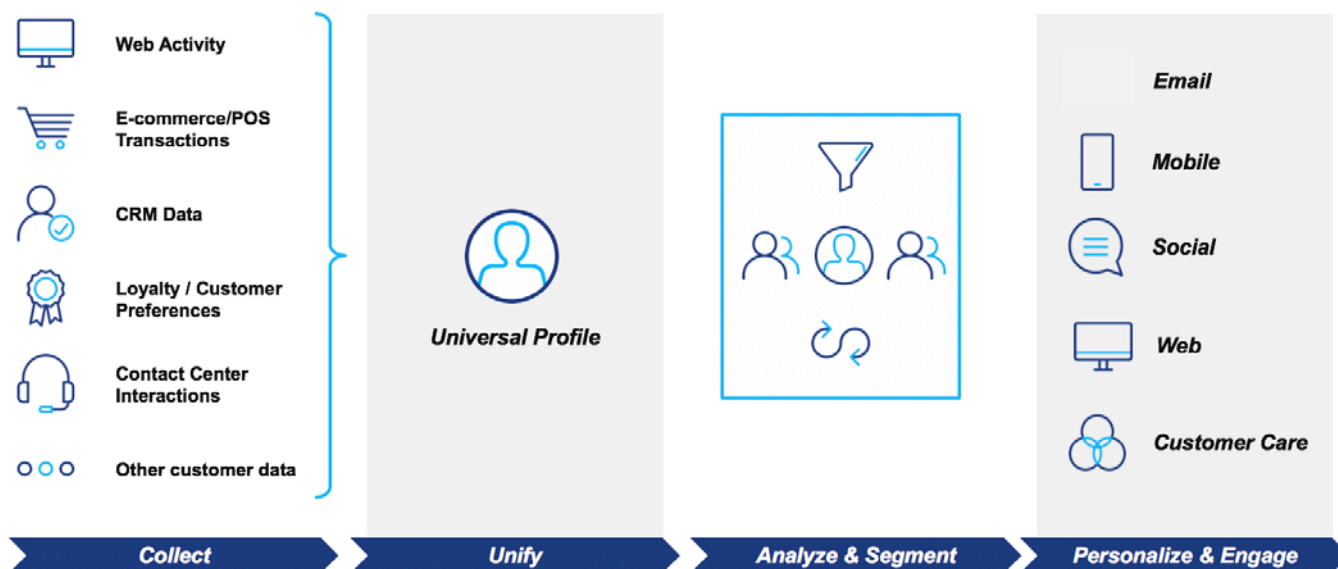 Web Activity
E-commerce/POS
Transactions
CRM Data
Loyalty / Customer
Preferences
Contact Center
Interactions
Other customer data
Universal Profile
Email
Mobile
Social
Web
Customer Care
Collect
Unify
Analyze & Segment
Personalize & Engage